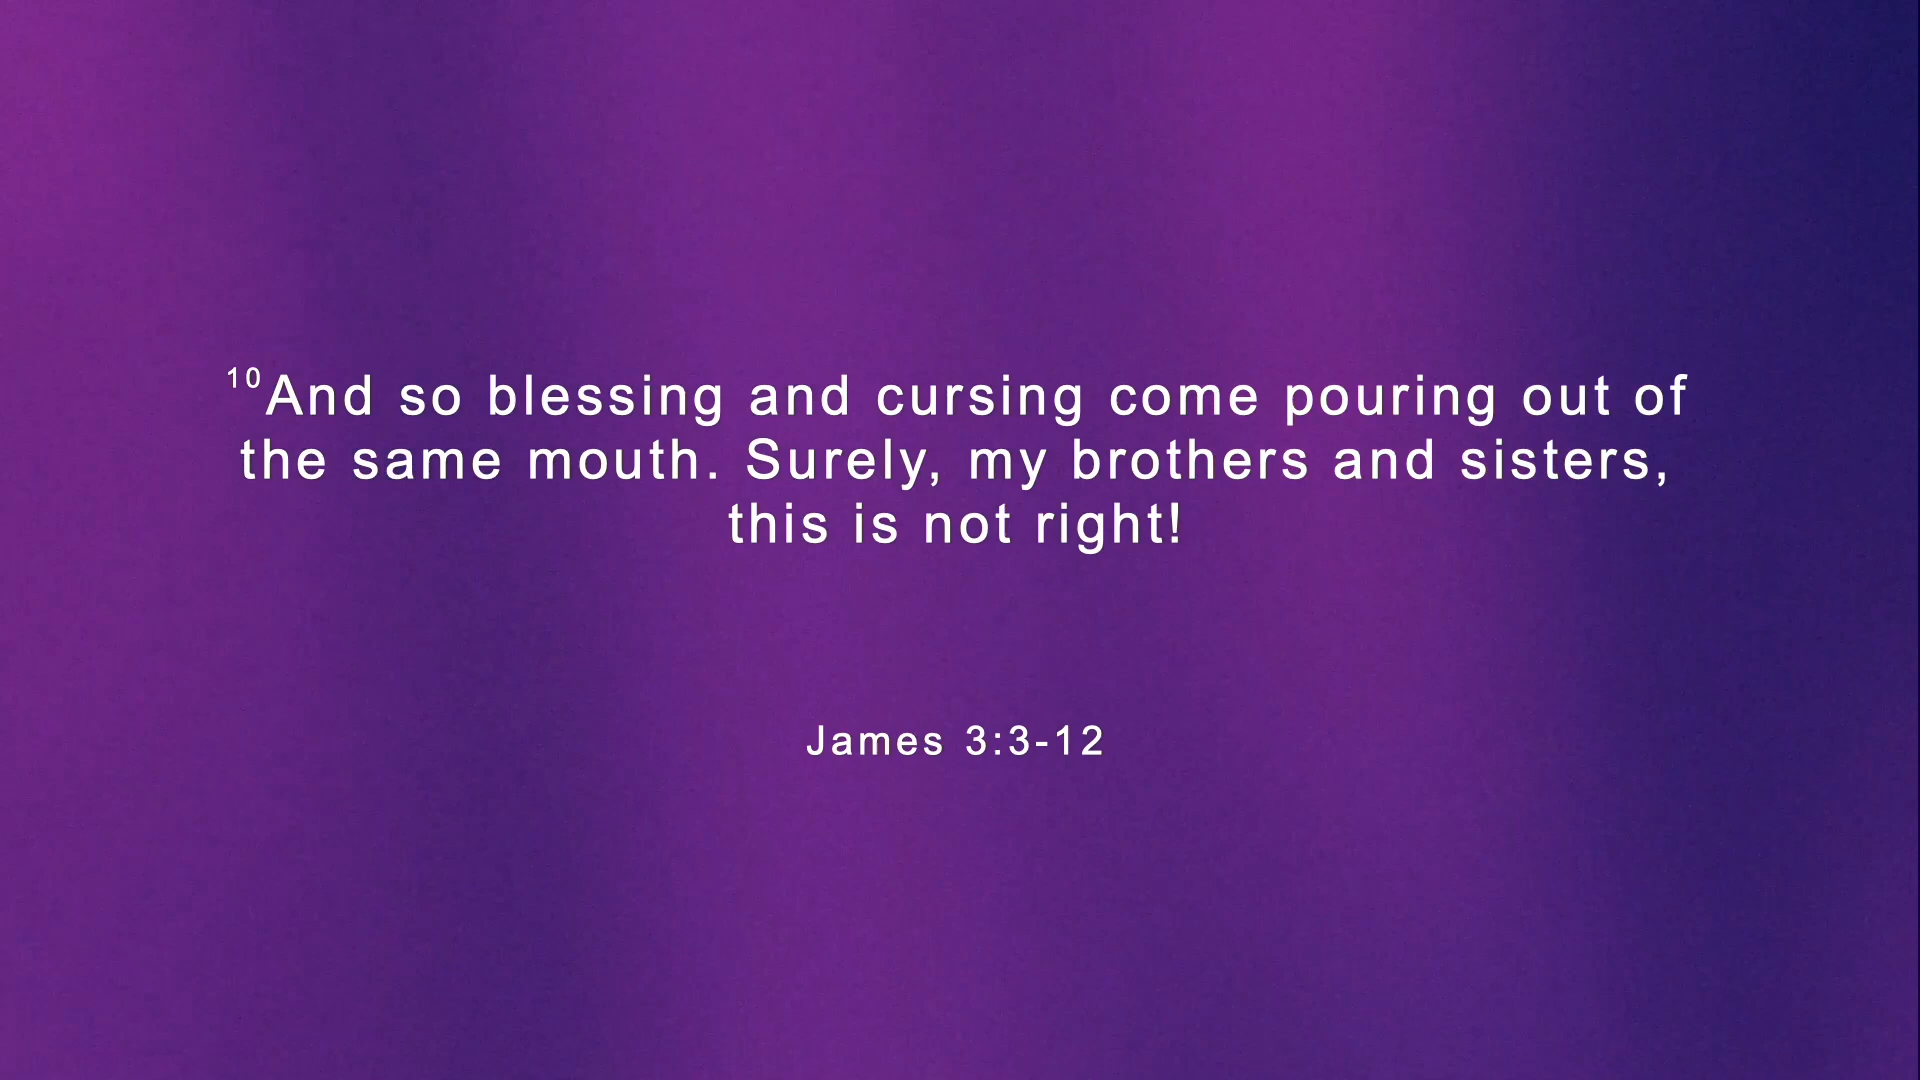 10And so blessing and cursing come pouring out of
the same mouth. Surely, my brothers and sisters,
this is not right!
James 3:3-12